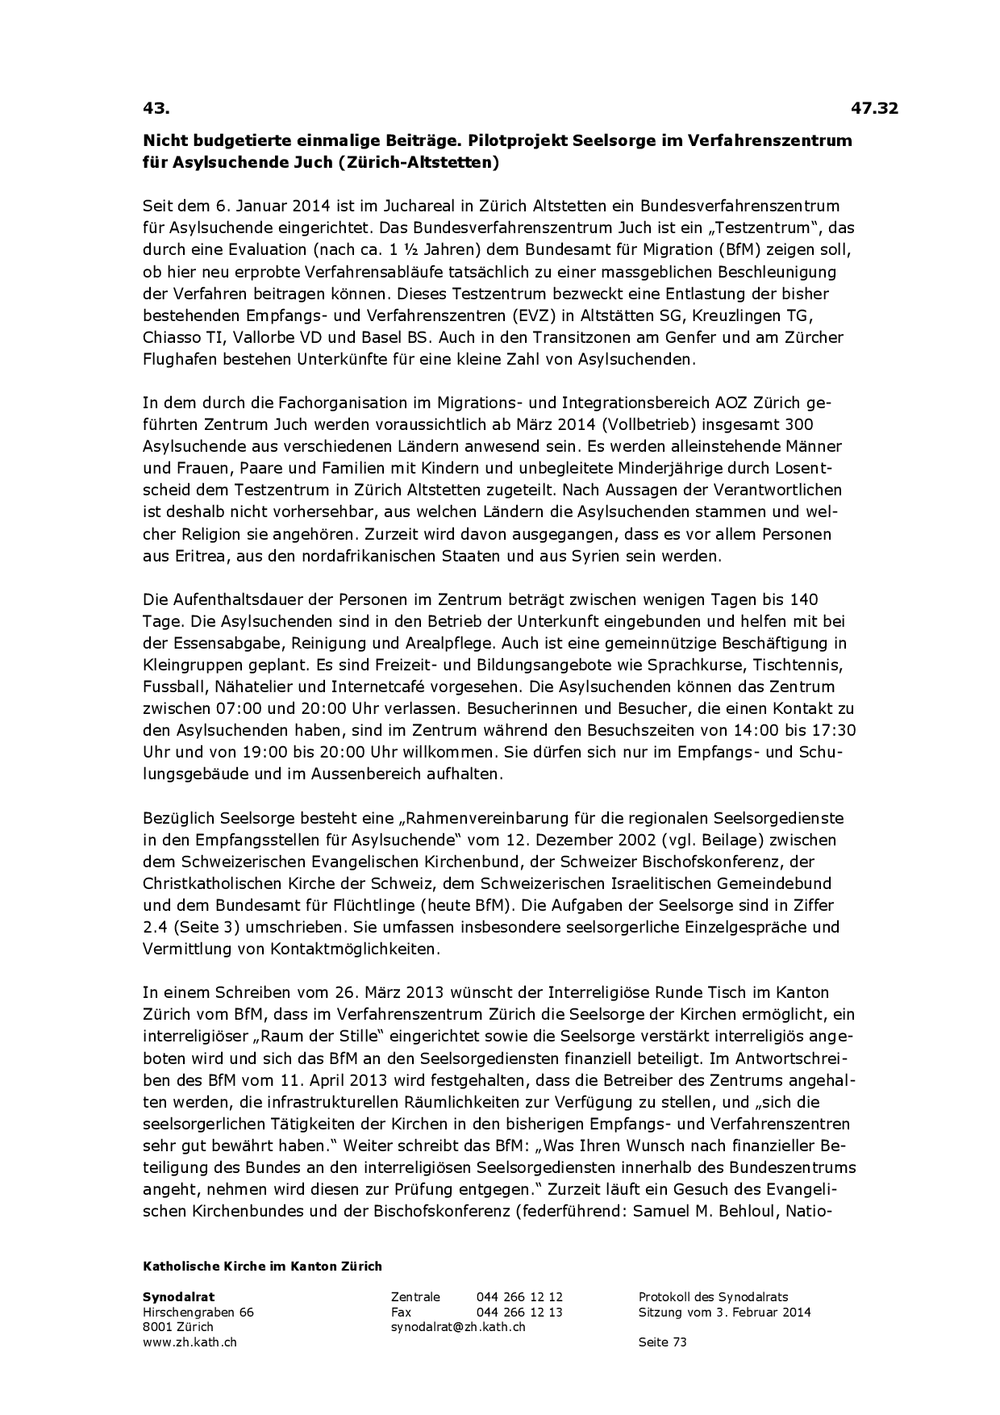 43. 47.32
Nicht budgetierte einmalige Beiträge. Pilotprojekt Seelsorge im Verfahrenszentrum
für Asylsuchende Juch (Zürich-Altstetten)
Seit dem 6. Januar 2014 ist im Juchareal in Zürich Altstetten ein Bundesverfahrenszentrum
für Asylsuchende eingerichtet. Das Bundesverfahrenszentrum Juch ist ein „Testzentrum“, das
durch eine Evaluation (nach ca. 1 ½ Jahren) dem Bundesamt für Migration (BfM) zeigen soll,
ob hier neu erprobte Verfahrensabläufe tatsächlich zu einer massgeblichen Beschleunigung
der Verfahren beitragen können. Dieses Testzentrum bezweckt eine Entlastung der bisher
bestehenden Empfangs- und Verfahrenszentren (EVZ) in Altstätten SG, Kreuzlingen TG,
Chiasso TI, Vallorbe VD und Basel BS. Auch in den Transitzonen am Genfer und am Zürcher
Flughafen bestehen Unterkünfte für eine kleine Zahl von Asylsuchenden.
In dem durch die Fachorganisation im Migrations- und Integrationsbereich AOZ Zürich ge-
führten Zentrum Juch werden voraussichtlich ab März 2014 (Vollbetrieb) insgesamt 300
Asylsuchende aus verschiedenen Ländern anwesend sein. Es werden alleinstehende Männer
und Frauen, Paare und Familien mit Kindern und unbegleitete Minderjährige durch Losent-
scheid dem Testzentrum in Zürich Altstetten zugeteilt. Nach Aussagen der Verantwortlichen
ist deshalb nicht vorhersehbar, aus welchen Ländern die Asylsuchenden stammen und wel-
cher Religion sie angehören. Zurzeit wird davon ausgegangen, dass es vor allem Personen
aus Eritrea, aus den nordafrikanischen Staaten und aus Syrien sein werden.
Die Aufenthaltsdauer der Personen im Zentrum beträgt zwischen wenigen Tagen bis 140
Tage. Die Asylsuchenden sind in den Betrieb der Unterkunft eingebunden und helfen mit bei
der Essensabgabe, Reinigung und Arealpflege. Auch ist eine gemeinnützige Beschäftigung in
Kleingruppen geplant. Es sind Freizeit- und Bildungsangebote wie Sprachkurse, Tischtennis,
Fussball, Nähatelier und Internetcafé vorgesehen. Die Asylsuchenden können das Zentrum
zwischen 07:00 und 20:00 Uhr verlassen. Besucherinnen und Besucher, die einen Kontakt zu
den Asylsuchenden haben, sind im Zentrum während den Besuchszeiten von 14:00 bis 17:30
Uhr und von 19:00 bis 20:00 Uhr willkommen. Sie dürfen sich nur im Empfangs- und Schu-
lungsgebäude und im Aussenbereich aufhalten.
Bezüglich Seelsorge besteht eine „Rahmenvereinbarung für die regionalen Seelsorgedienste
in den Empfangsstellen für Asylsuchende“ vom 12. Dezember 2002 (vgl. Beilage) zwischen
dem Schweizerischen Evangelischen Kirchenbund, der Schweizer Bischofskonferenz, der
Christkatholischen Kirche der Schweiz, dem Schweizerischen Israelitischen Gemeindebund
und dem Bundesamt für Flüchtlinge (heute BfM). Die Aufgaben der Seelsorge sind in Ziffer
2.4 (Seite 3) umschrieben. Sie umfassen insbesondere seelsorgerliche Einzelgespräche und
Vermittlung von Kontaktmöglichkeiten.
In einem Schreiben vom 26. März 2013 wünscht der Interreligiöse Runde Tisch im Kanton
Zürich vom BfM, dass im Verfahrenszentrum Zürich die Seelsorge der Kirchen ermöglicht, ein
interreligiöser „Raum der Stille“ eingerichtet sowie die Seelsorge verstärkt interreligiös ange-
boten wird und sich das BfM an den Seelsorgediensten finanziell beteiligt. Im Antwortschrei-
ben des BfM vom 11. April 2013 wird festgehalten, dass die Betreiber des Zentrums angehal-
ten werden, die infrastrukturellen Räumlichkeiten zur Verfügung zu stellen, und „sich die
seelsorgerlichen Tätigkeiten der Kirchen in den bisherigen Empfangs- und Verfahrenszentren
sehr gut bewährt haben.“ Weiter schreibt das BfM: „Was Ihren Wunsch nach finanzieller Be-
teiligung des Bundes an den interreligiösen Seelsorgediensten innerhalb des Bundeszentrums
angeht, nehmen wird diesen zur Prüfung entgegen.“ Zurzeit läuft ein Gesuch des Evangeli-
schen Kirchenbundes und der Bischofskonferenz (federführend: Samuel M. Behloul, Natio-
Katholische Kirche im Kanton Zürich
Synodalrat Zentrale 044 266 12 12 Protokoll des Synodalrats
Hirschengraben 66 Fax 044 266 12 13 Sitzung vom 3. Februar 2014
8001 Zürich synodalrat@zh.kath.ch
www.zh.kath.ch Seite 73